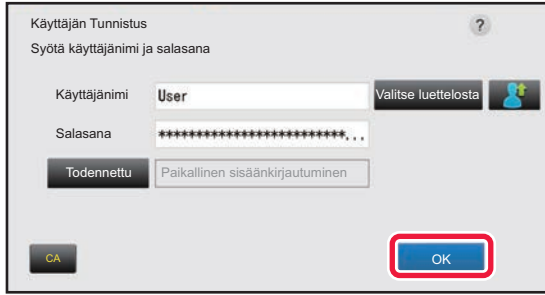 Käyttäjän Tunnistus
?
Syötä käyttäjänimi ja salasana
Käyttäjänimi User Valitse luettelosta
Salasana *************************...
Todennettu Paikallinen sisäänkirjautuminen
CA OK